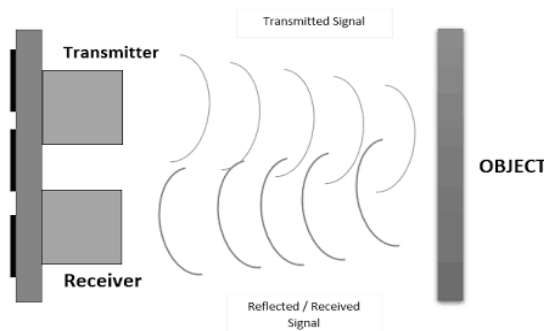 Transmitted Signal
Transmitter
OBJECT
Receiver
Reflected / Received
Signal